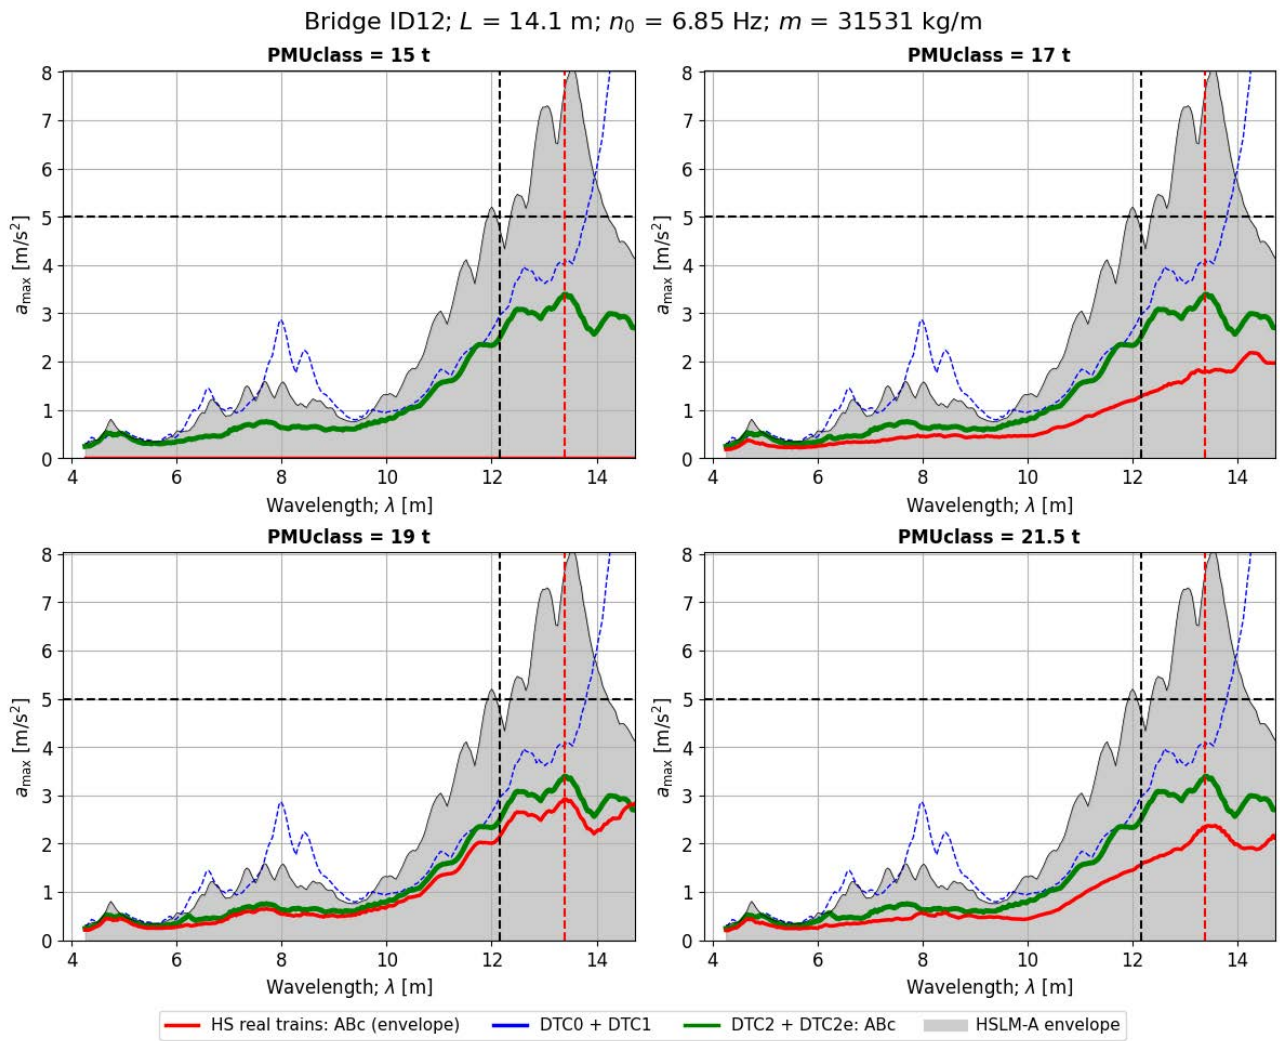 Bridge ID12; L = 14.1 m; n₀ = 6.85 Hz; m = 31531 kg/m
PMUclass = 15 t
8
7
6
5
4
3
2
1
0
a_max [m/s²]
4 6 8 10 12 14
Wavelength; λ [m]
PMUclass = 17 t
8
7
6
5
4
3
2
1
0
a_max [m/s²]
4 6 8 10 12 14
Wavelength; λ [m]
PMUclass = 19 t
8
7
6
5
4
3
2
1
0
a_max [m/s²]
4 6 8 10 12 14
Wavelength; λ [m]
PMUclass = 21.5 t
8
7
6
5
4
3
2
1
0
a_max [m/s²]
4 6 8 10 12 14
Wavelength; λ [m]
HS real trains: ABc (envelope) DTC0 + DTC1 DTC2 + DTC2e: ABc HSLM-A envelope